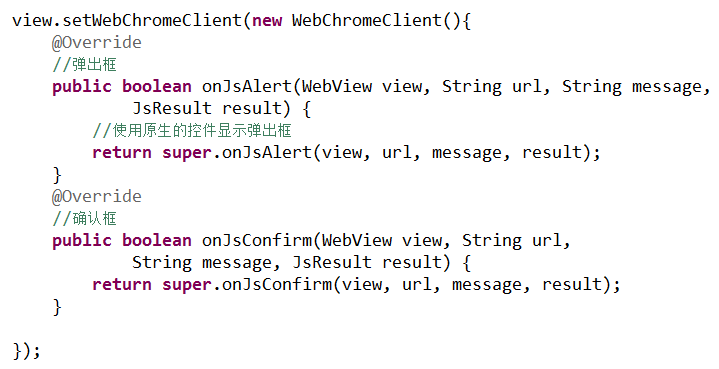 view.setWebChromeClient(new WebChromeClient(){
@Override
//弹出框
public boolean onJsAlert(WebView view, String url, String message,
JsResult result) {
//使用原生的控件显示弹出框
return super.onJsAlert(view, url, message, result);
}
@Override
//确认框
public boolean onJsConfirm(WebView view, String url,
String message, JsResult result) {
return super.onJsConfirm(view, url, message, result);
}
});